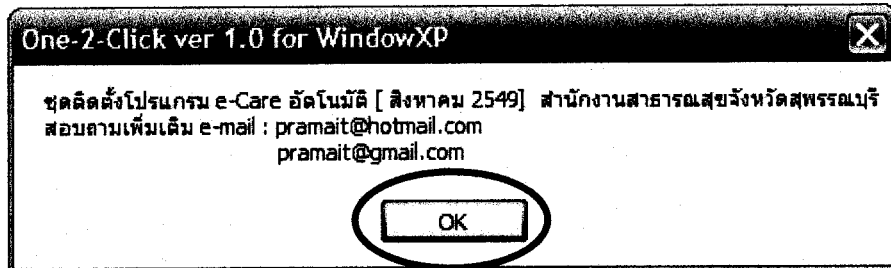 One-2-Click ver 1.0 for WindowXP
ชุดติดตั้งโปรแกรม e-Care อัตโนมัติ [ สิงหาคม 2549] สำนักงานสาธารณสุขจังหวัดสุพรรณบุรี
สอบถามเพิ่มเติม e-mail : pramait@hotmail.com
pramait@gmail.com
OK